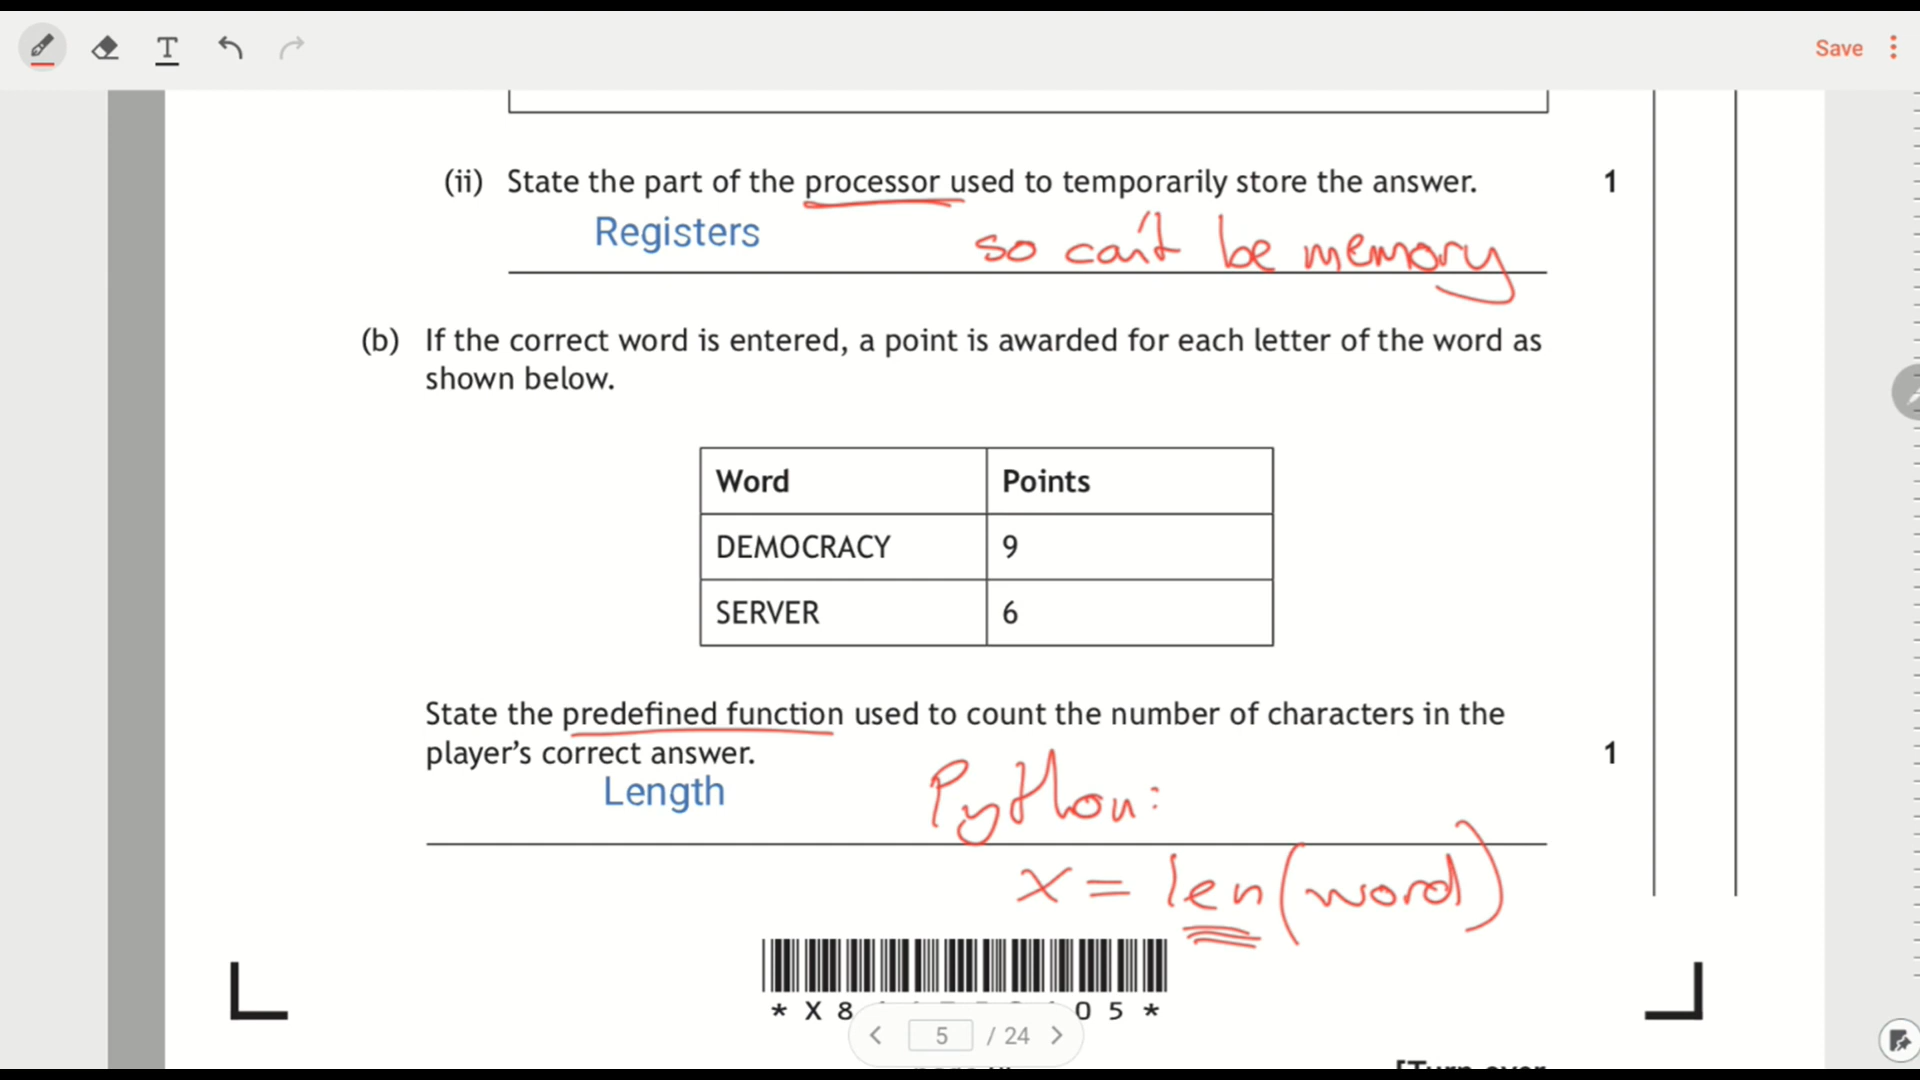 Save
(ii) State the part of the processor used to temporarily store the answer. 1
Registers so can't be memory
(b) If the correct word is entered, a point is awarded for each letter of the word as
shown below.
Word Points
DEMOCRACY 9
SERVER 6
State the predefined function used to count the number of characters in the
player's correct answer. 1
Length Python:
x = len(word)
* X 8 0 5 *
5 / 24
[Turn over